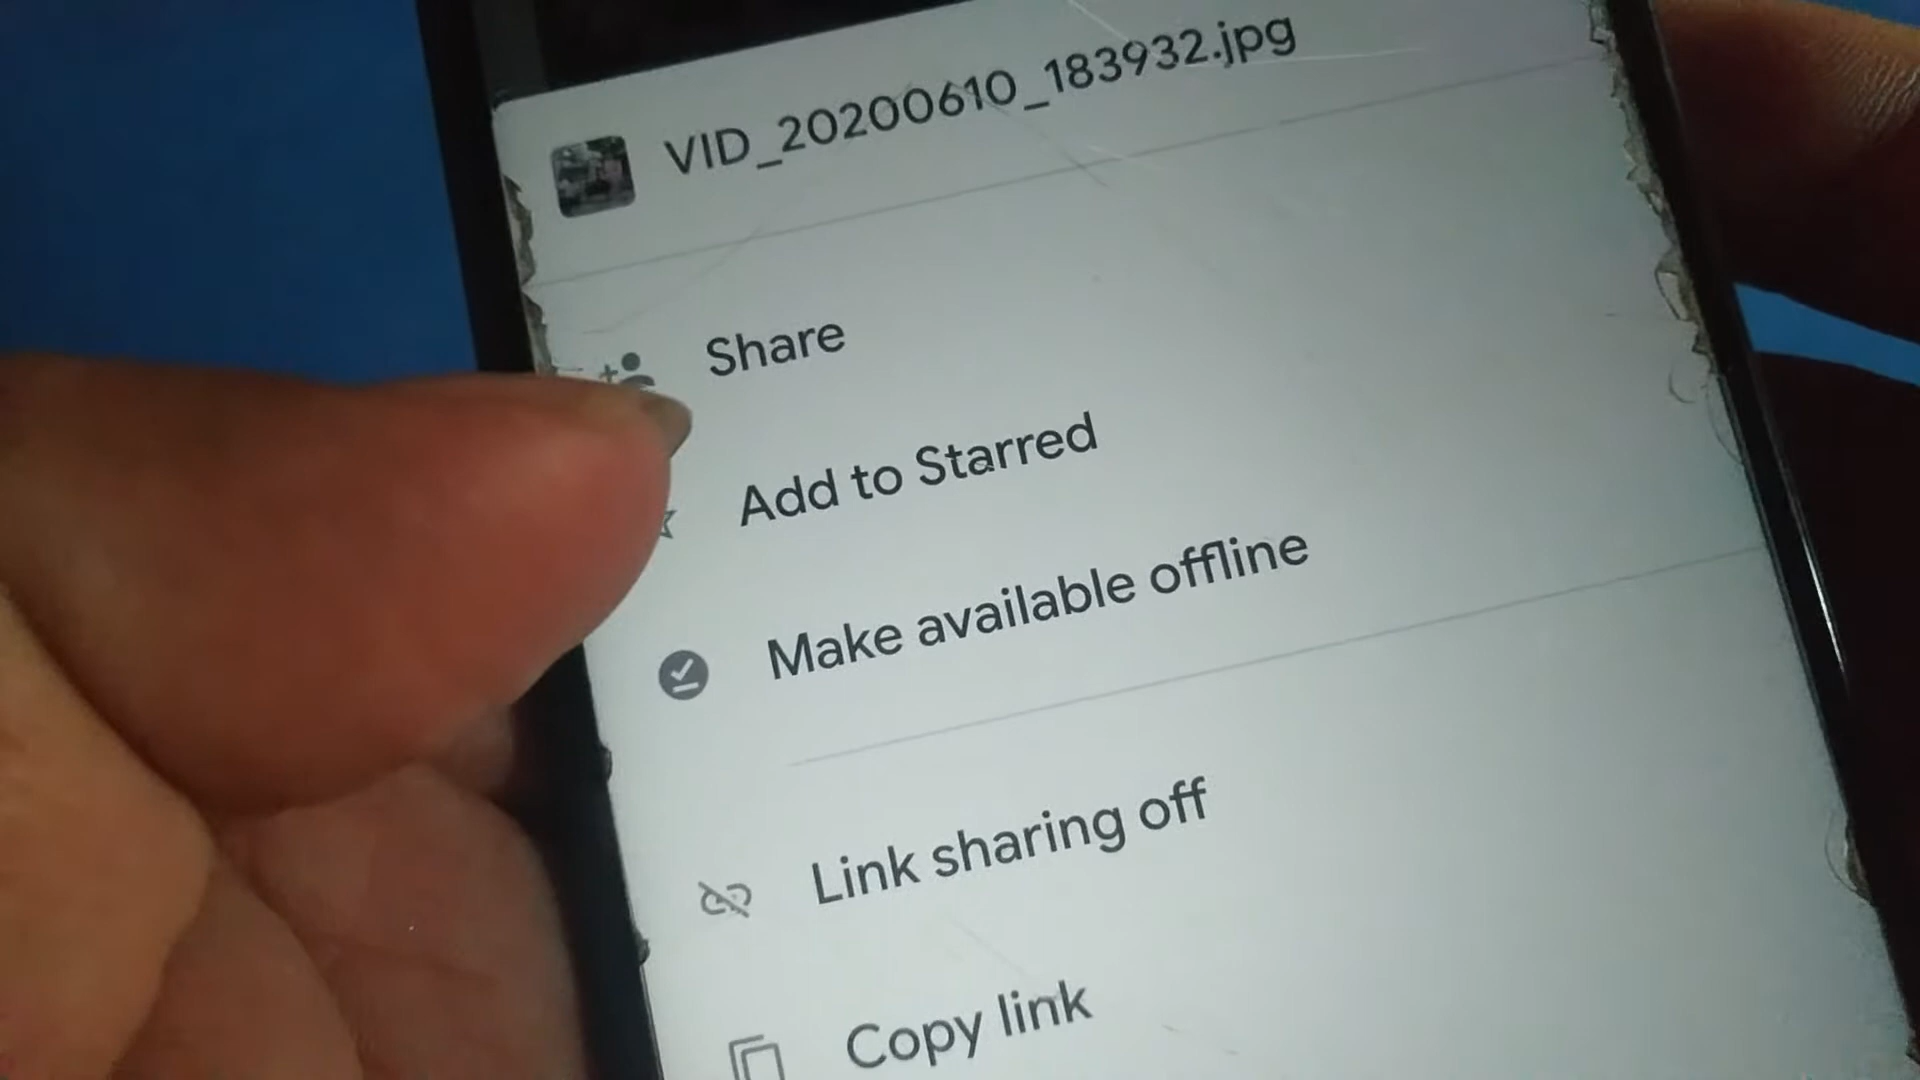 VID_20200610_183932.jpg
Share
Add to Starred
Make available offline
Link sharing off
Copy link